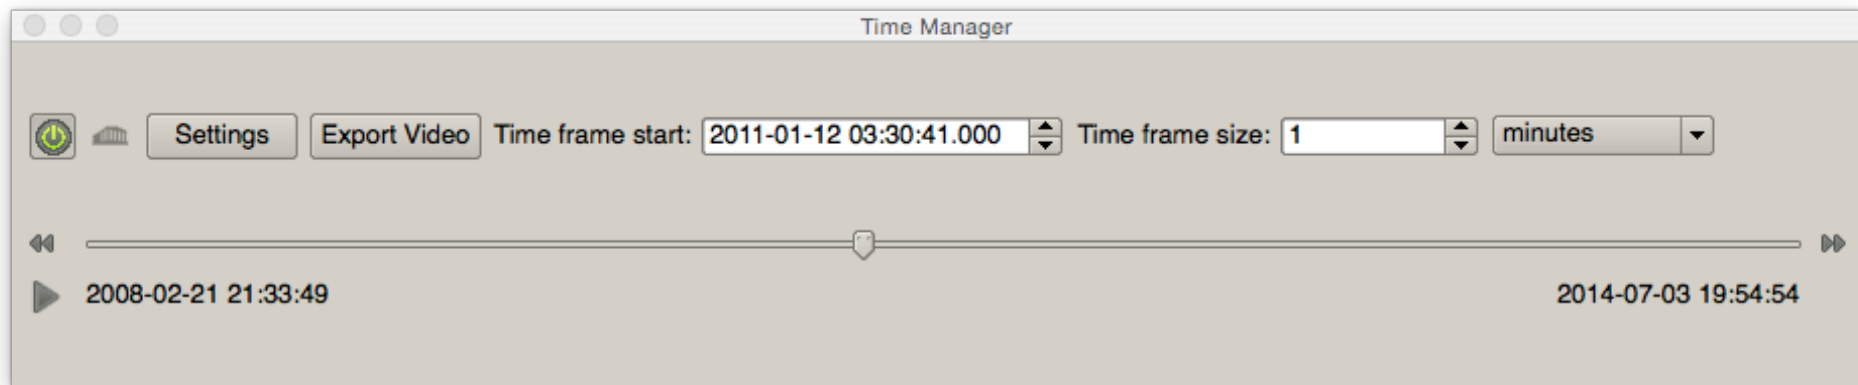 Time Manager
Settings Export Video Time frame start: 2011-01-12 03:30:41.000 Time frame size: 1 minutes
2008-02-21 21:33:49 2014-07-03 19:54:54